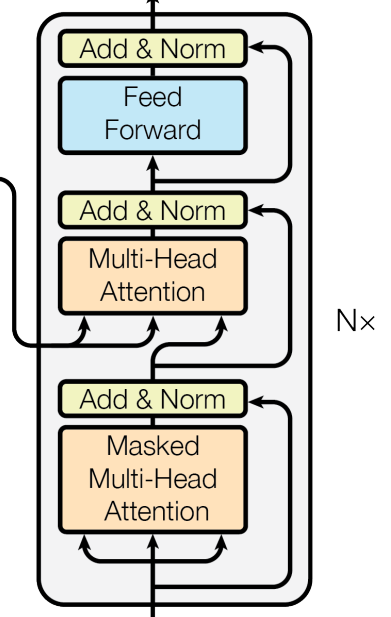 Add & Norm
Feed
Forward
Add & Norm
Multi-Head
Attention
N×
Add & Norm
Masked
Multi-Head
Attention